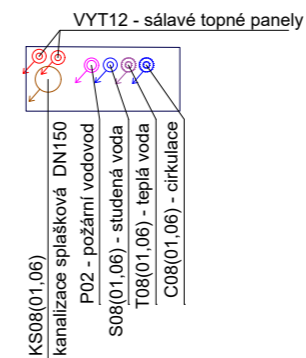 VYT12 - sálavé topné panely
KS08(01,06)
kanalizace splašková DN150
P02 - požární vodovod
S08(01,06) - studená voda
T08(01,06) - teplá voda
C08(01,06) - cirkulace